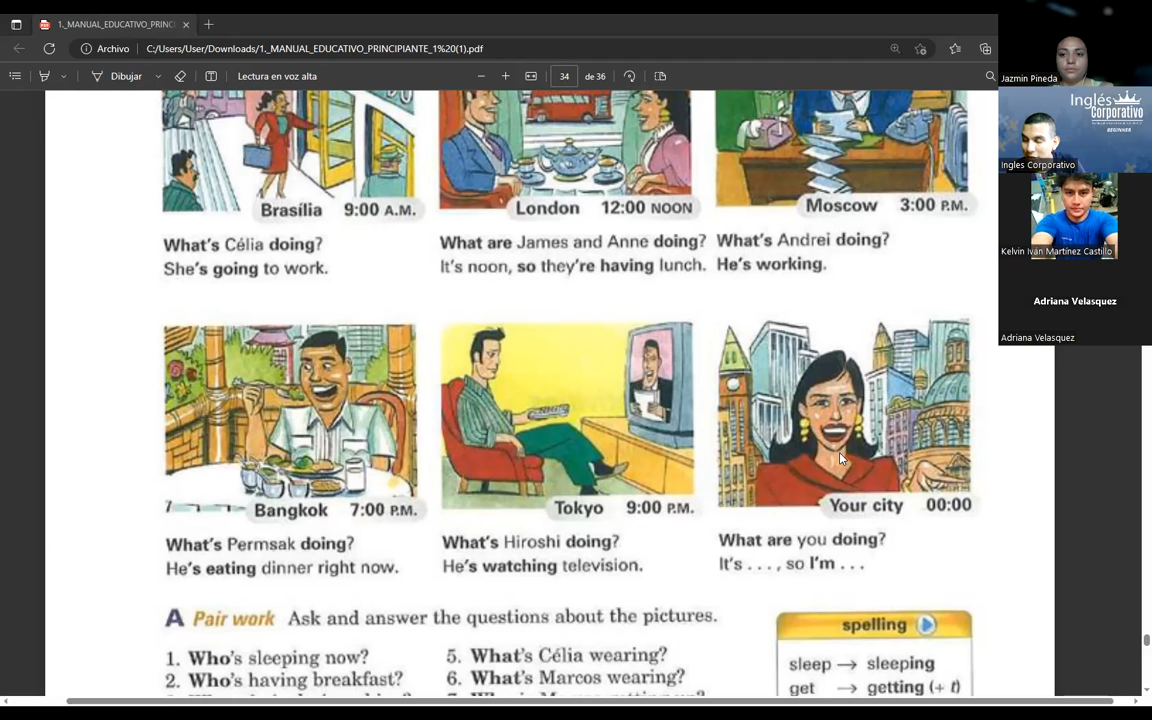 1._MANUAL_EDUCATIVO_PRINCI
Archivo C:/Users/User/Downloads/1._MANUAL_EDUCATIVO_PRINCIPIANTE_1%20(1).pdf
Dibujar Lectura en voz alta 34 de 36
Jazmin Pineda
Inglés
Corporativo
BEGINNER
Ingles Corporativo
Kelvin Iván Martínez Castillo
Adriana Velasquez
Adriana Velasquez
Brasília 9:00 A.M. London 12:00 NOON Moscow 3:00 P.M.
What's Célia doing? What are James and Anne doing? What's Andrei doing?
She's going to work. It's noon, so they're having lunch. He's working.
Bangkok 7:00 P.M. Tokyo 9:00 P.M. Your city 00:00
What's Permsak doing? What's Hiroshi doing? What are you doing?
He's eating dinner right now. He's watching television. It's . . . , so I'm . . .
A Pair work Ask and answer the questions about the pictures.
spelling
1. Who's sleeping now? 5. What's Célia wearing?
2. Who's having breakfast? 6. What's Marcos wearing?
sleep → sleeping
get → getting (+ t)